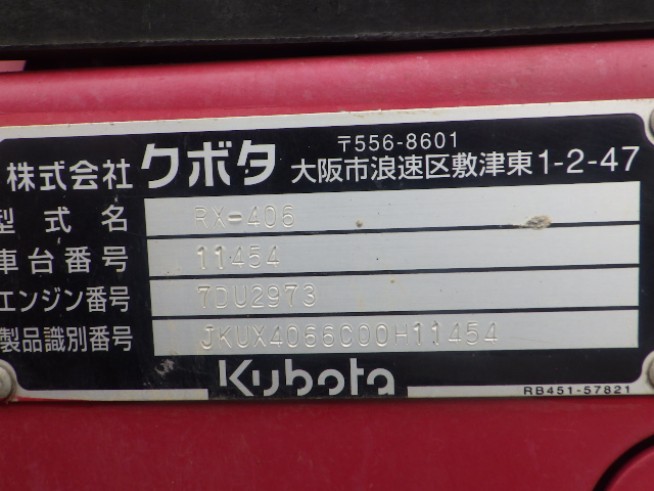 〒556-8601
株式会社クボタ 大阪市浪速区敷津東1-2-47
型式名 RX-406
車台番号 11454
エンジン番号 7DU2973
製品識別番号 JKUX4066C00H11454
Kubota
RB451-57821